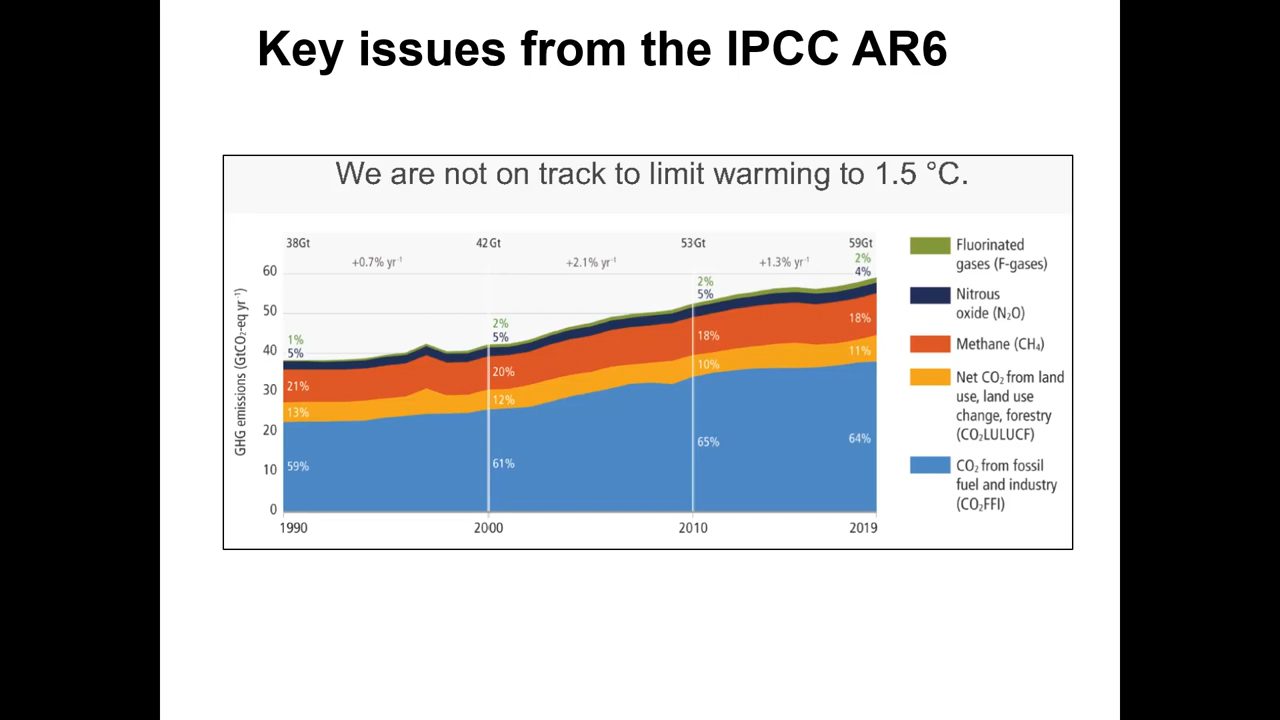 Key issues from the IPCC AR6
We are not on track to limit warming to 1.5 °C.
38Gt 42Gt 53Gt 59Gt
+0.7% yr⁻¹ +2.1% yr⁻¹ +1.3% yr⁻¹
GHG emissions (GtCO₂-eq yr⁻¹)
60
50
40
30
20
10
0
1%
5%
21%
13%
59%
2%
5%
20%
12%
61%
2%
5%
18%
10%
65%
2%
4%
18%
11%
64%
1990 2000 2010 2019
Fluorinated
gases (F-gases)
Nitrous
oxide (N₂O)
Methane (CH₄)
Net CO₂ from land
use, land use
change, forestry
(CO₂LULUCF)
CO₂ from fossil
fuel and industry
(CO₂FFI)